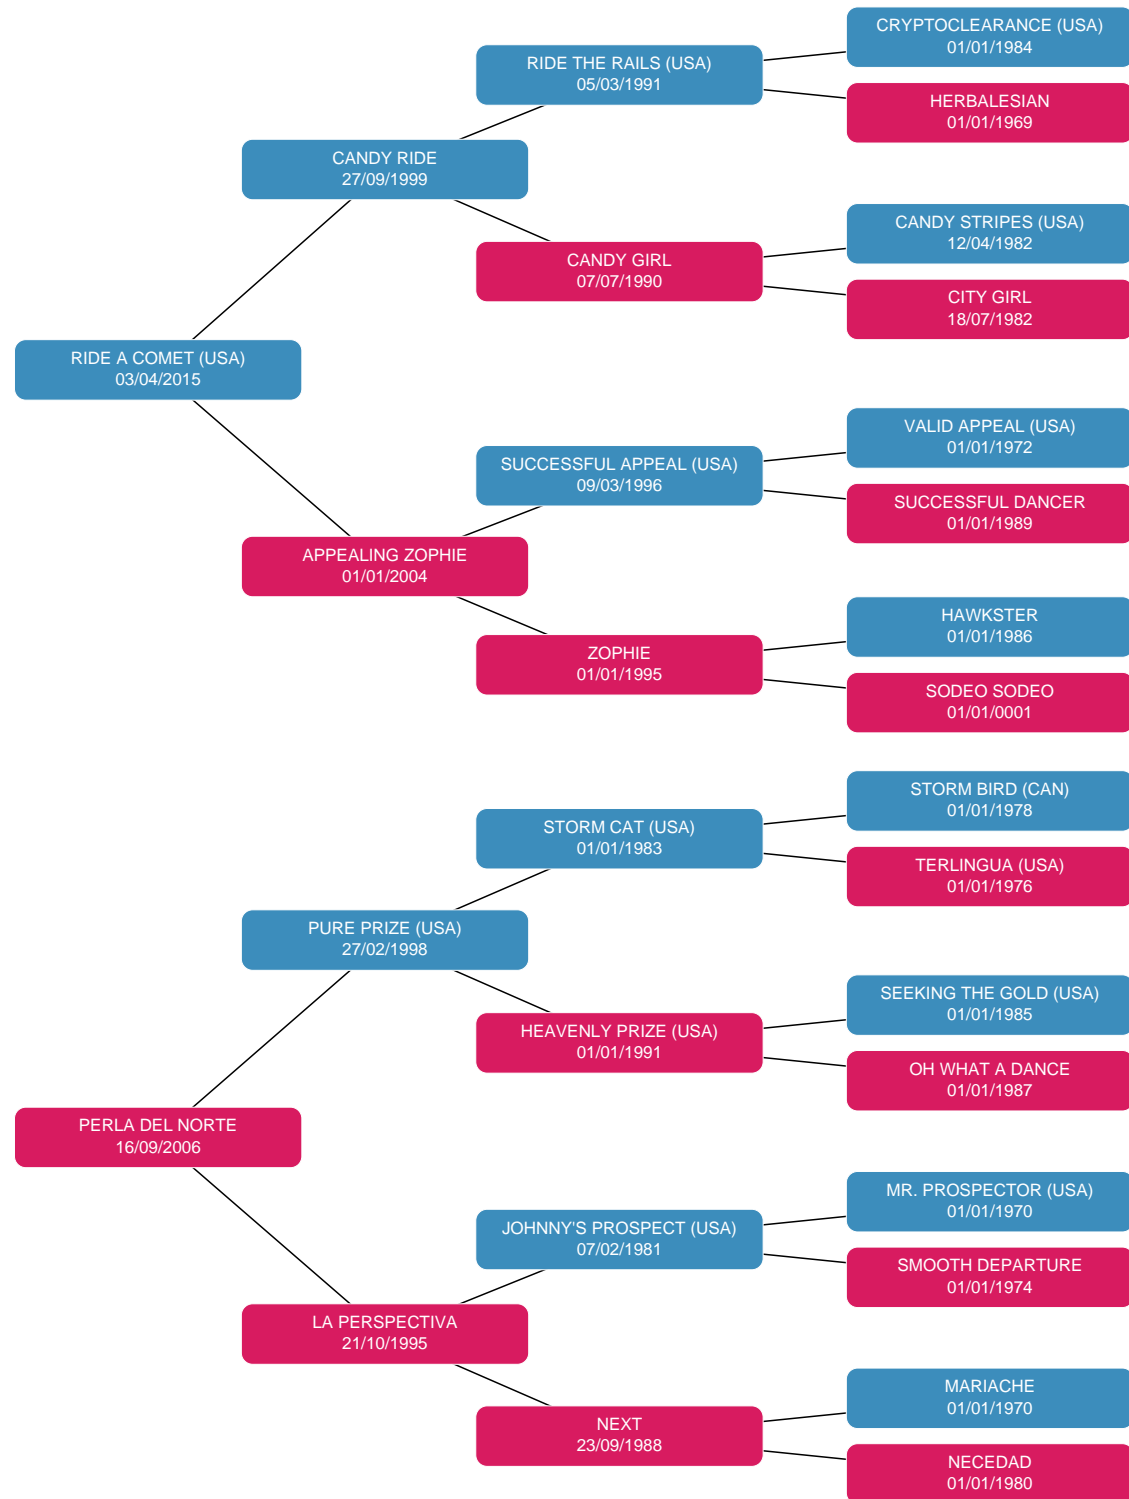 CRYPTOCLEARANCE (USA)
01/01/1984
RIDE THE RAILS (USA)
05/03/1991
HERBALESIAN
01/01/1969
CANDY RIDE
27/09/1999
CANDY STRIPES (USA)
12/04/1982
CANDY GIRL
07/07/1990
CITY GIRL
18/07/1982
RIDE A COMET (USA)
03/04/2015
VALID APPEAL (USA)
01/01/1972
SUCCESSFUL APPEAL (USA)
09/03/1996
SUCCESSFUL DANCER
01/01/1989
APPEALING ZOPHIE
01/01/2004
HAWKSTER
01/01/1986
ZOPHIE
01/01/1995
SODEO SODEO
01/01/0001
STORM BIRD (CAN)
01/01/1978
STORM CAT (USA)
01/01/1983
TERLINGUA (USA)
01/01/1976
PURE PRIZE (USA)
27/02/1998
SEEKING THE GOLD (USA)
01/01/1985
HEAVENLY PRIZE (USA)
01/01/1991
OH WHAT A DANCE
01/01/1987
PERLA DEL NORTE
16/09/2006
MR. PROSPECTOR (USA)
01/01/1970
JOHNNY'S PROSPECT (USA)
07/02/1981
SMOOTH DEPARTURE
01/01/1974
LA PERSPECTIVA
21/10/1995
MARIACHE
01/01/1970
NEXT
23/09/1988
NECEDAD
01/01/1980